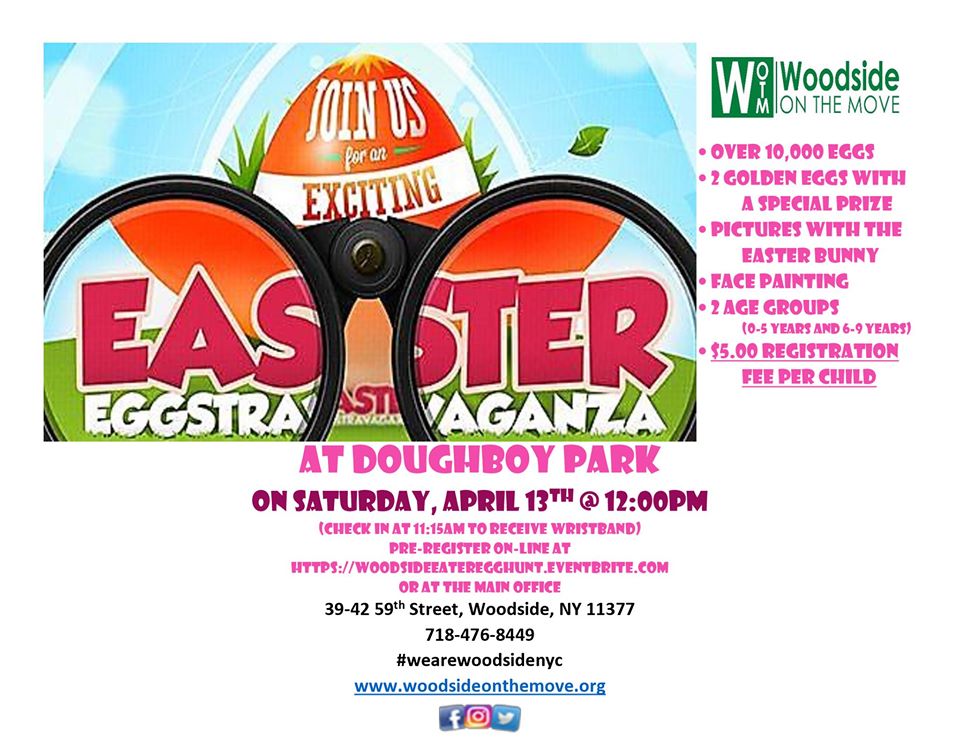 JOIN US
for an
EXCITING
EASTER
EGGSTRAVAGANZA
W OTM Woodside
ON THE MOVE
• OVER 10,000 EGGS
• 2 GOLDEN EGGS WITH
A SPECIAL PRIZE
• PICTURES WITH THE
EASTER BUNNY
• FACE PAINTING
• 2 AGE GROUPS
(0-5 YEARS AND 6-9 YEARS)
• $5.00 REGISTRATION
FEE PER CHILD
AT DOUGHBOY PARK
ON SATURDAY, APRIL 13TH @ 12:00PM
(CHECK IN AT 11:15AM TO RECEIVE WRISTBAND)
PRE-REGISTER ON-LINE AT
HTTPS://WOODSIDEEATEREGGHUNT.EVENTBRITE.COM
OR AT THE MAIN OFFICE
39-42 59th Street, Woodside, NY 11377
718-476-8449
#wearewoodsidenyc
www.woodsideonthemove.org